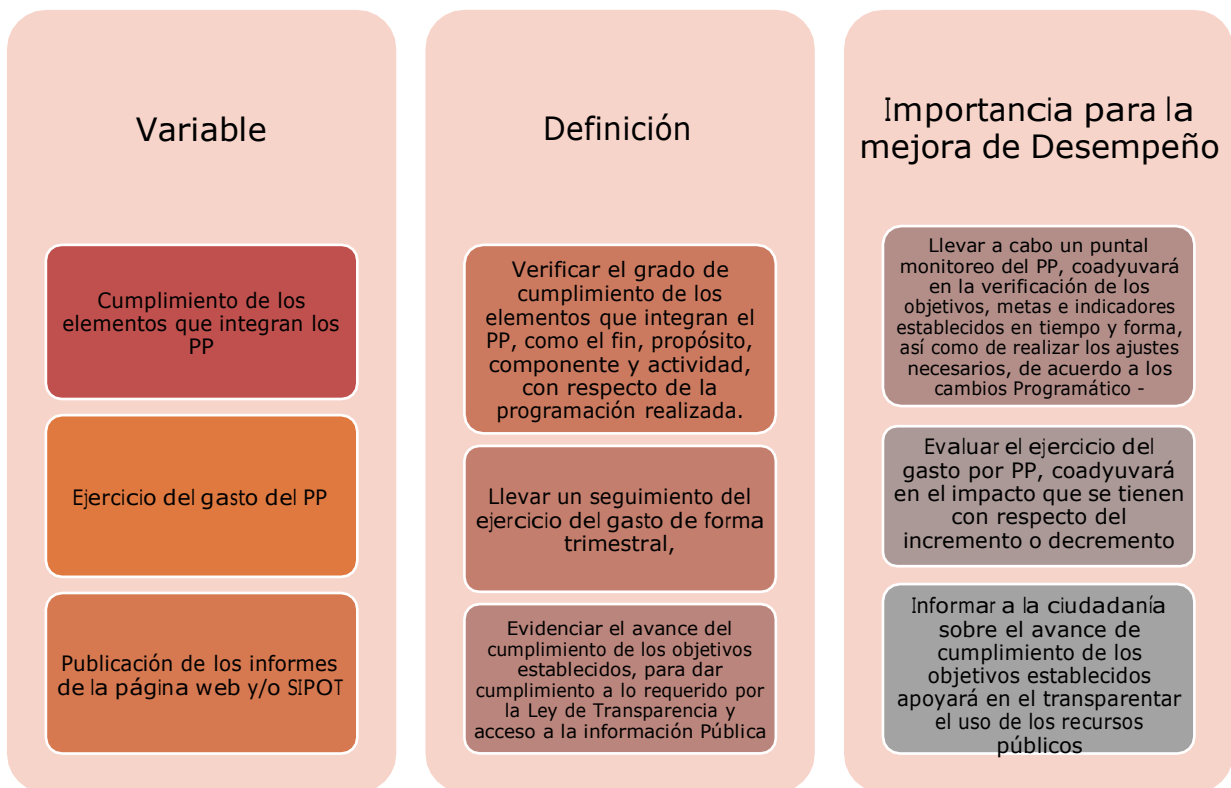 Variable
Cumplimiento de los
elementos que integran los
PP
Ejercicio del gasto del PP
Publicación de los informes
de la página web y/o SIPOT
Definición
Verificar el grado de
cumplimiento de los
elementos que integran el
PP, como el fin, propósito,
componente y actividad,
con respecto de la
programación realizada.
Llevar un seguimiento del
ejercicio del gasto de forma
trimestral,
Evidenciar el avance del
cumplimiento de los objetivos
establecidos, para dar
cumplimiento a lo requerido por
la Ley de Transparencia y
acceso a la información Pública
Importancia para la
mejora de Desempeño
Llevar a cabo un puntal
monitoreo del PP, coadyuvará
en la verificación de los
objetivos, metas e indicadores
establecidos en tiempo y forma,
así como de realizar los ajustes
necesarios, de acuerdo a los
cambios Programático -
Evaluar el ejercicio del
gasto por PP, coadyuvará
en el impacto que se tienen
con respecto del
incremento o decremento
Informar a la ciudadanía
sobre el avance de
cumplimiento de los
objetivos establecidos
apoyará en el transparentar
el uso de los recursos
públicos